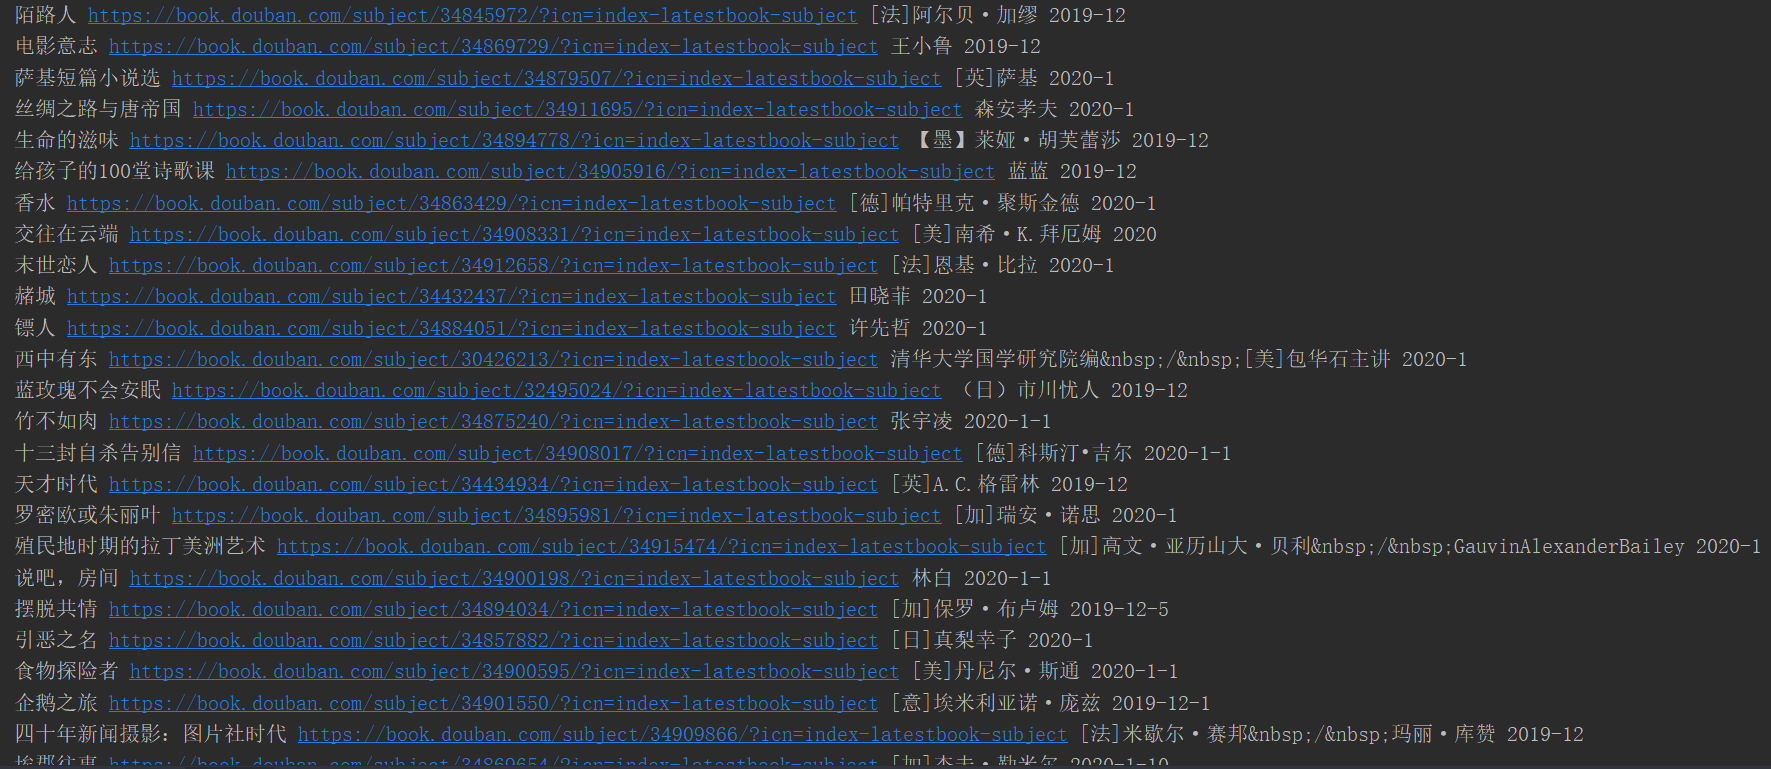 陌路人 https://book.douban.com/subject/34845972/?icn=index-latestbook-subject [法]阿尔贝·加缪 2019-12
电影意志 https://book.douban.com/subject/34869729/?icn=index-latestbook-subject 王小鲁 2019-12
萨基短篇小说选 https://book.douban.com/subject/34879507/?icn=index-latestbook-subject [英]萨基 2020-1
丝绸之路与唐帝国 https://book.douban.com/subject/34911695/?icn=index-latestbook-subject 森安孝夫 2020-1
生命的滋味 https://book.douban.com/subject/34894778/?icn=index-latestbook-subject 【墨】莱娅·胡芙蕾莎 2019-12
给孩子的100堂诗歌课 https://book.douban.com/subject/34905916/?icn=index-latestbook-subject 蓝蓝 2019-12
香水 https://book.douban.com/subject/34863429/?icn=index-latestbook-subject [德]帕特里克·聚斯金德 2020-1
交往在云端 https://book.douban.com/subject/34908331/?icn=index-latestbook-subject [美]南希·K.拜厄姆 2020
末世恋人 https://book.douban.com/subject/34912658/?icn=index-latestbook-subject [法]恩基·比拉 2020-1
赭城 https://book.douban.com/subject/34432437/?icn=index-latestbook-subject 田晓菲 2020-1
镖人 https://book.douban.com/subject/34884051/?icn=index-latestbook-subject 许先哲 2020-1
西中有东 https://book.douban.com/subject/30426213/?icn=index-latestbook-subject 清华大学国学研究院编&nbsp;/&nbsp;[美]包华石主讲 2020-1
蓝玫瑰不会安眠 https://book.douban.com/subject/32495024/?icn=index-latestbook-subject （日）市川忧人 2019-12
竹不如肉 https://book.douban.com/subject/34875240/?icn=index-latestbook-subject 张宇凌 2020-1-1
十三封自杀告别信 https://book.douban.com/subject/34908017/?icn=index-latestbook-subject [德]科斯汀•吉尔 2020-1-1
天才时代 https://book.douban.com/subject/34434934/?icn=index-latestbook-subject [英]A.C.格雷林 2019-12
罗密欧或朱丽叶 https://book.douban.com/subject/34895981/?icn=index-latestbook-subject [加]瑞安·诺思 2020-1
殖民地时期的拉丁美洲艺术 https://book.douban.com/subject/34915474/?icn=index-latestbook-subject [加]高文·亚历山大·贝利&nbsp;/&nbsp;GauvinAlexanderBailey 2020-1
说吧，房间 https://book.douban.com/subject/34900198/?icn=index-latestbook-subject 林白 2020-1-1
摆脱共情 https://book.douban.com/subject/34894034/?icn=index-latestbook-subject [加]保罗·布卢姆 2019-12-5
引恶之名 https://book.douban.com/subject/34857882/?icn=index-latestbook-subject [日]真梨幸子 2020-1
食物探险者 https://book.douban.com/subject/34900595/?icn=index-latestbook-subject [美]丹尼尔·斯通 2020-1-1
企鹅之旅 https://book.douban.com/subject/34901550/?icn=index-latestbook-subject [意]埃米利亚诺·庞兹 2019-12-1
四十年新闻摄影：图片社时代 https://book.douban.com/subject/34909866/?icn=index-latestbook-subject [法]米歇尔·赛邦&nbsp;/&nbsp;玛丽·库赞 2019-12
https://book.douban.com/subject/34869654/?icn=index-latestbook-subject 2020-1-10